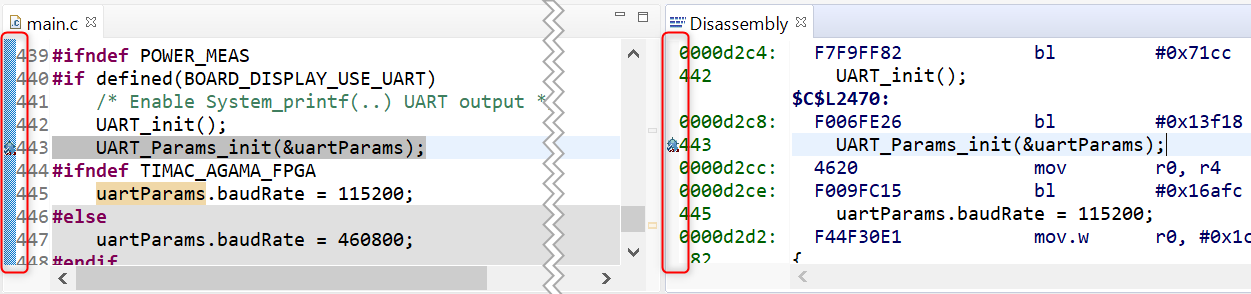 main.c
439 #ifndef POWER_MEAS
440 #if defined(BOARD_DISPLAY_USE_UART)
441 /* Enable System_printf(..) UART output *
442 UART_init();
443 UART_Params_init(&uartParams);
444 #ifndef TIMAC_AGAMA_FPGA
445 uartParams.baudRate = 115200;
446 #else
447 uartParams.baudRate = 460800;
448 #endif
Disassembly
0000d2c4: F7F9FF82 bl #0x71cc
442 UART_init();
$C$L2470:
0000d2c8: F006FE26 bl #0x13f18
443 UART_Params_init(&uartParams);
0000d2cc: 4620 mov r0, r4
0000d2ce: F009FC15 bl #0x16afc
445 uartParams.baudRate = 115200;
0000d2d2: F44F30E1 mov.w r0, #0x1c
82 {